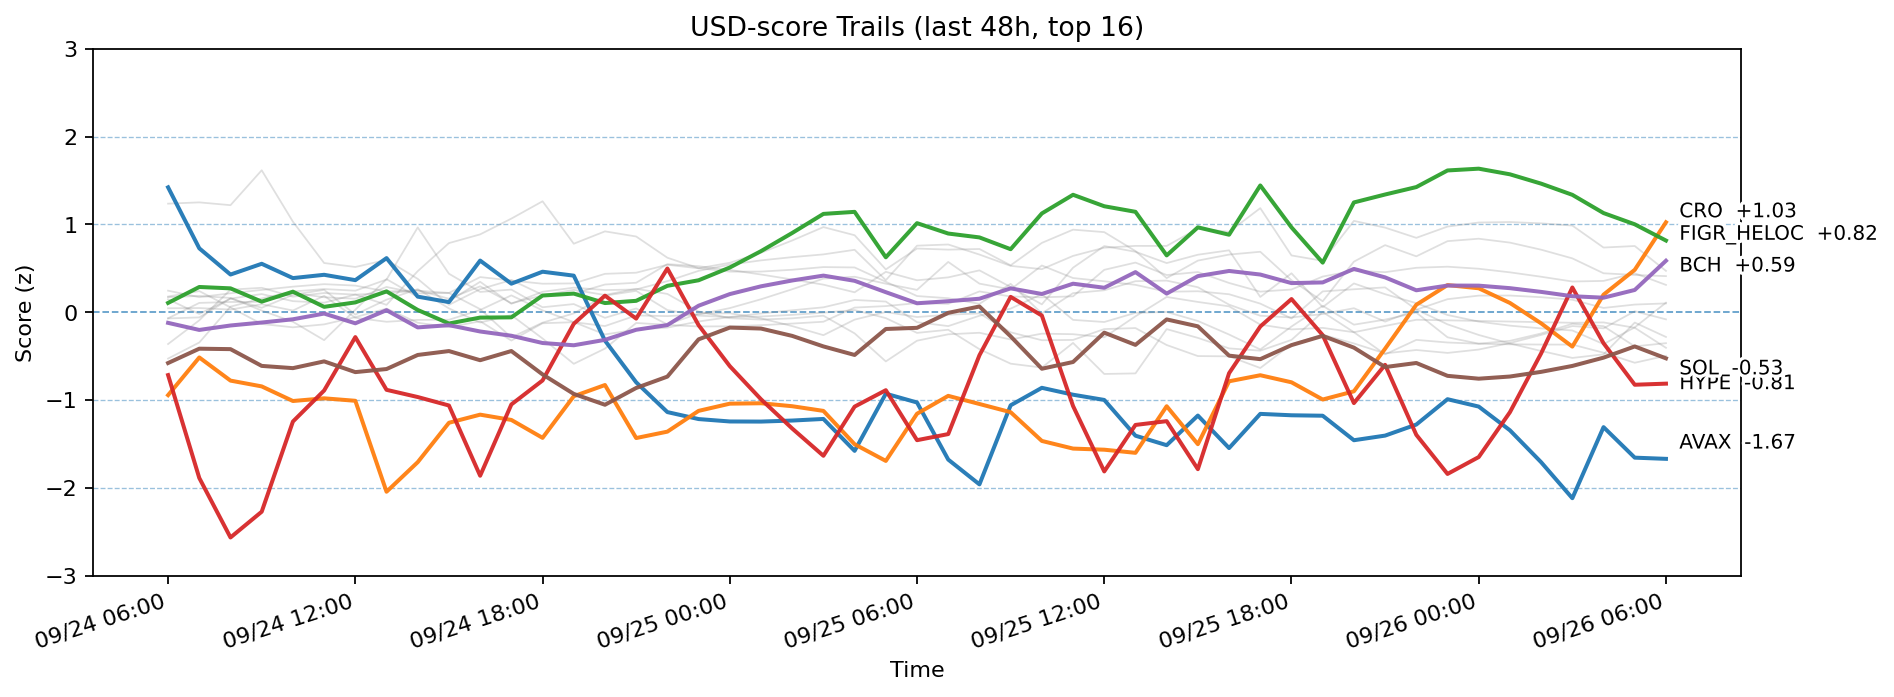 USD-score Trails (last 48h, top 16)
Score (z)
3
2
1
0
−1
−2
−3
CRO +1.03
FIGR_HELOC +0.82
BCH +0.59
SOL -0.53
HYPE -0.81
AVAX -1.67
09/24 06:00
09/24 12:00
09/24 18:00
09/25 00:00
09/25 06:00
09/25 12:00
09/25 18:00
09/26 00:00
09/26 06:00
Time